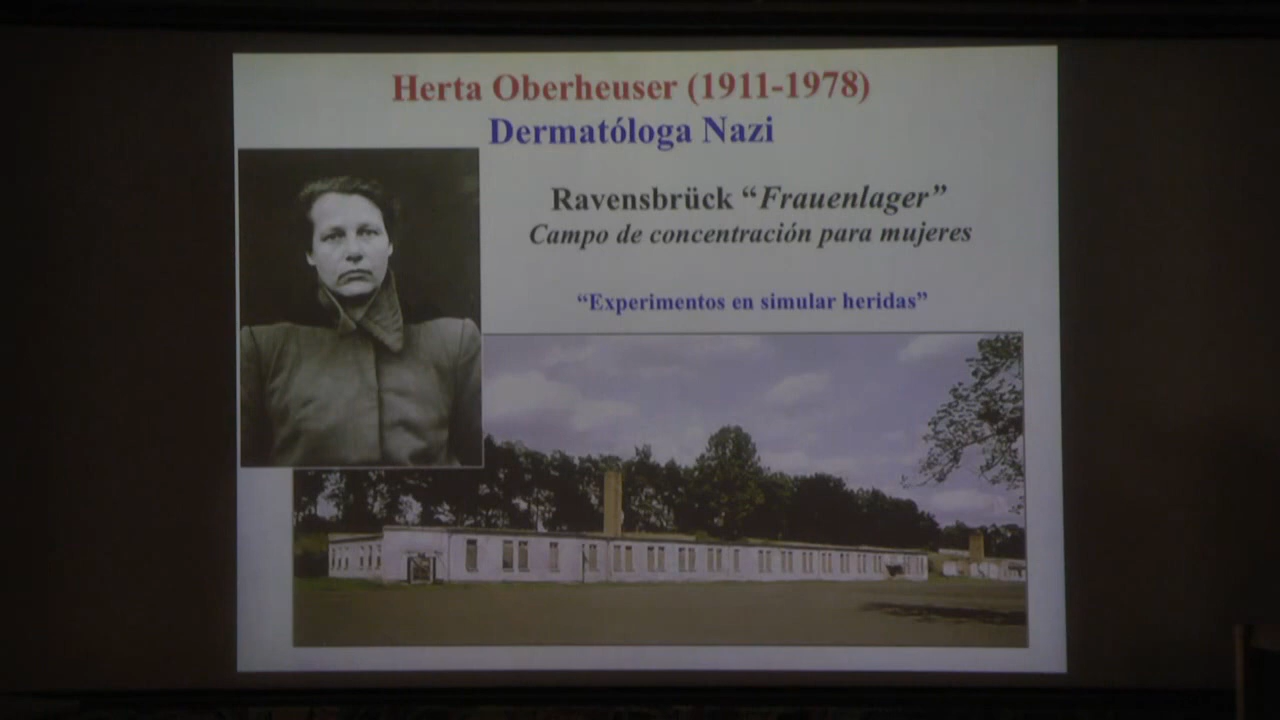 Herta Oberheuser (1911-1978)
Dermatóloga Nazi
Ravensbrück “Frauenlager”
Campo de concentración para mujeres
“Experimentos en simular heridas”